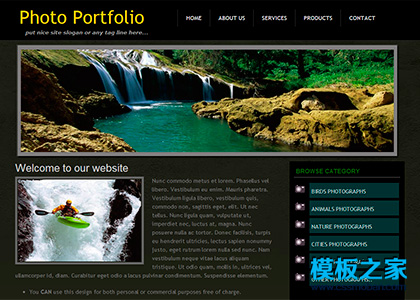 Photo Portfolio
put nice site slogan or any tag line here...
HOME
ABOUT US
SERVICES
PRODUCTS
CONTACT
Welcome to our website
Nunc commodo metus et lorem. Phasellus vel
libero. Vestibulum eu enim. Mauris pharetra.
Vestibulum ligula libero, vestibulum quis,
commodo non, sagittis eget, elit. Ut nec
tellus. Nunc ligula quam, vulputate ut,
imperdiet nec, luctus at, magna. Nunc
posuere nulla ac tortor. Donec facilisis, turpis
eu hendrerit ultricies, lectus sapien nonummy
justo, eget rutrum lorem nulla sed nunc. Nam
vestibulum neque vitae lacus aliquam
tristique. Ut odio quam, mollis in, ultrices vel,
ullamcorper id, diam. Curabitur eget odio a lacus pulvinar condimentum. Suspendisse elementum.
You CAN use this design for both personal or commercial purposes free of charge.
BROWSE CATEGORY
BIRDS PHOTOGRAPHS
ANIMALS PHOTOGRAPHS
NATURE PHOTOGRAPHS
CITIES PHOTOGRAPHS
模板之家